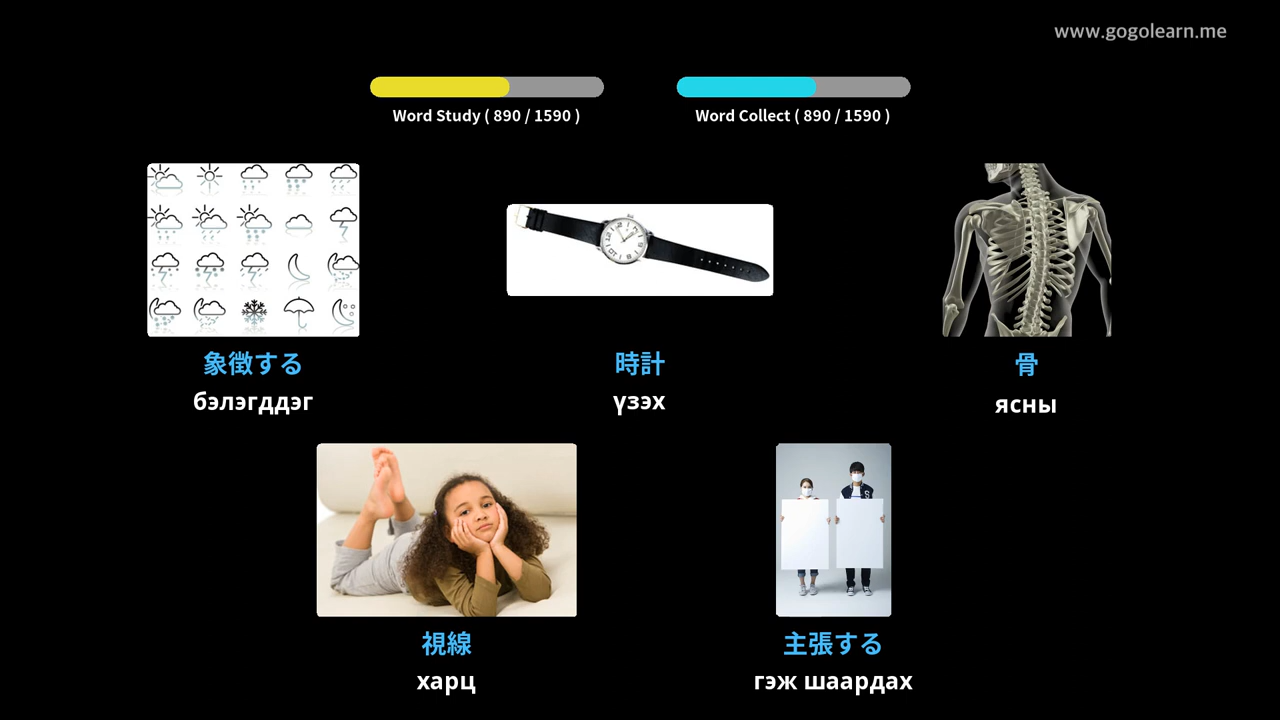 www.gogolearn.me
Word Study ( 890 / 1590 )
Word Collect ( 890 / 1590 )
象徴する
бэлэгддэг
時計
үзэх
骨
ясны
視線
харц
主張する
гэж шаардах